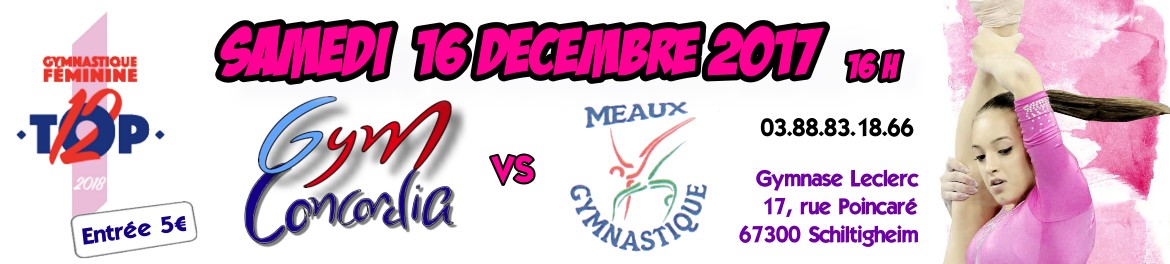 GYMNASTIQUE
FÉMININE
TOP
12
2018
Entrée 5€
SAMEDI 16 DECEMBRE 2017 16 H
Gym
Concordia
VS
MEAUX
GYMNASTIQUE
03.88.83.18.66
Gymnase Leclerc
17, rue Poincaré
67300 Schiltigheim